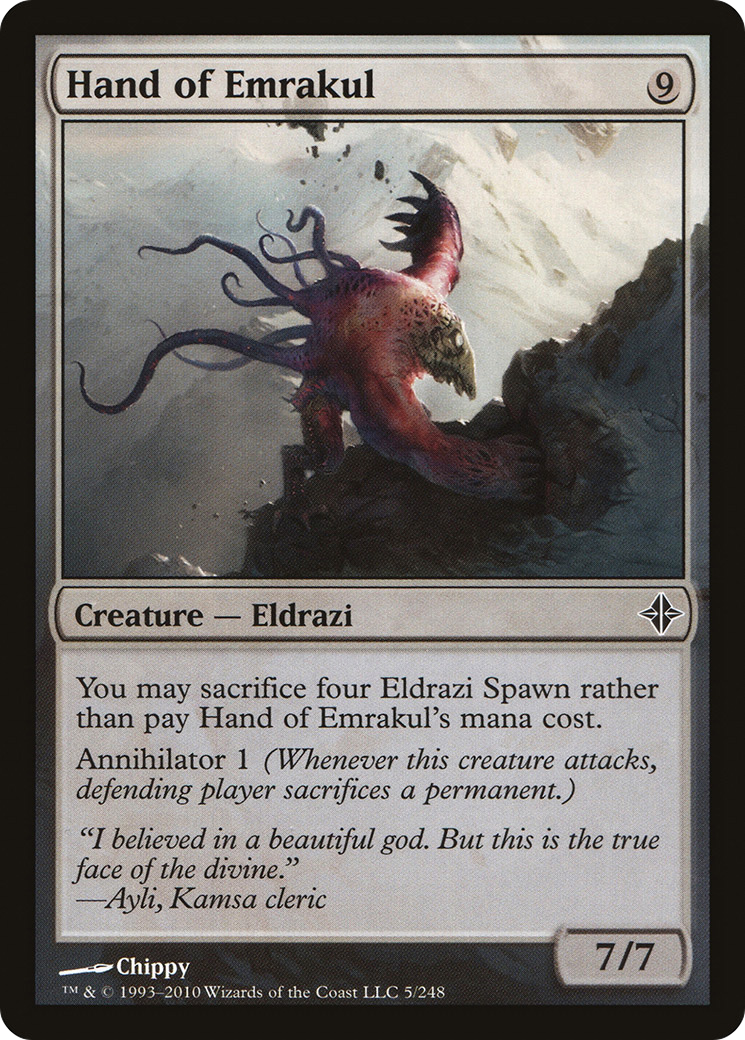 Hand of Emrakul 9
Creature — Eldrazi
You may sacrifice four Eldrazi Spawn rather
than pay Hand of Emrakul's mana cost.
Annihilator 1 (Whenever this creature attacks,
defending player sacrifices a permanent.)
“I believed in a beautiful god. But this is the true
face of the divine.”
—Ayli, Kamsa cleric
7/7
Chippy
™ & © 1993–2010 Wizards of the Coast LLC 5/248